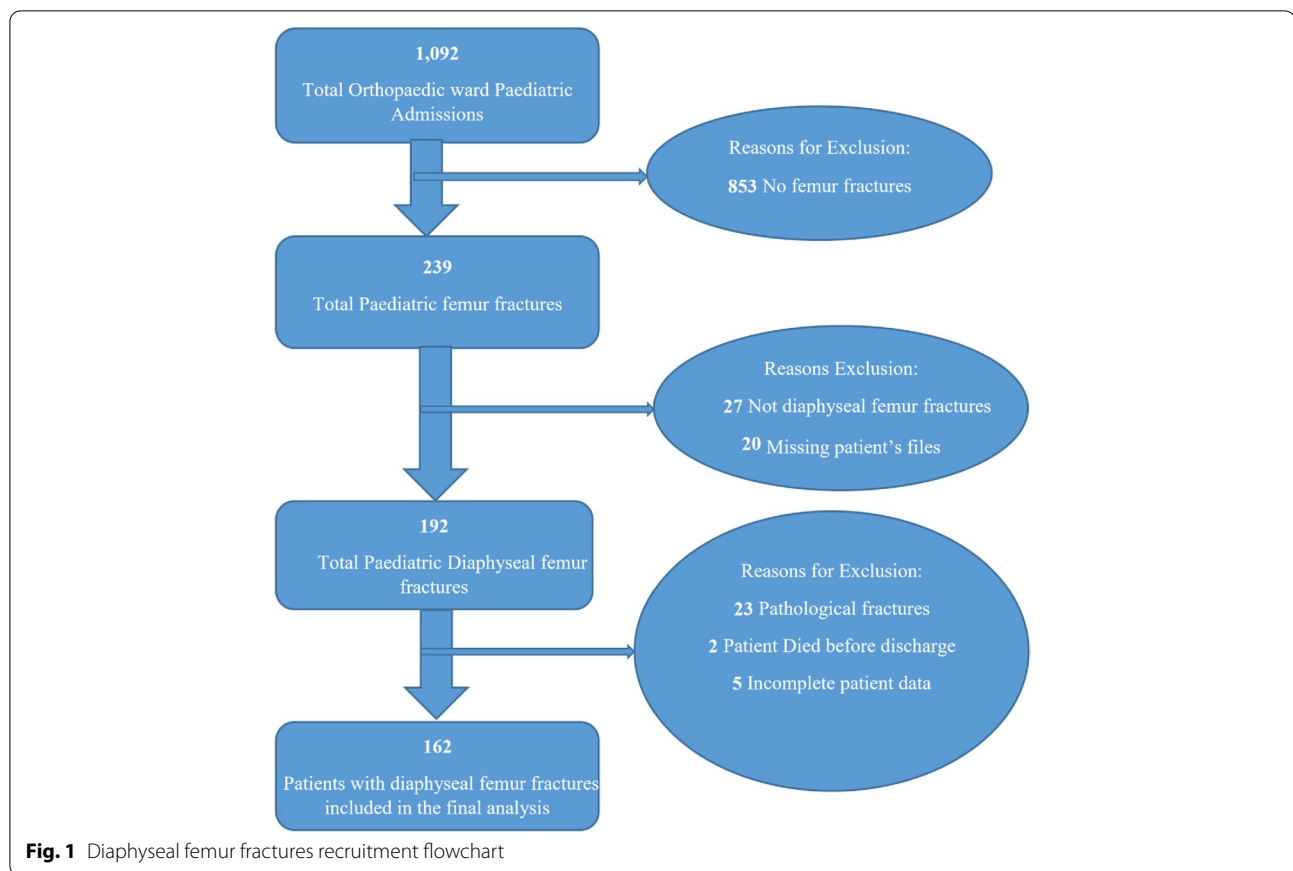 1,092
Total Orthopaedic ward Paediatric
Admissions
Reasons for Exclusion:
853 No femur fractures
239
Total Paediatric femur fractures
Reasons Exclusion:
27 Not diaphyseal femur fractures
20 Missing patient's files
192
Total Paediatric Diaphyseal femur
fractures
Reasons for Exclusion:
23 Pathological fractures
2 Patient Died before discharge
5 Incomplete patient data
162
Patients with diaphyseal femur fractures
included in the final analysis
Fig. 1 Diaphyseal femur fractures recruitment flowchart